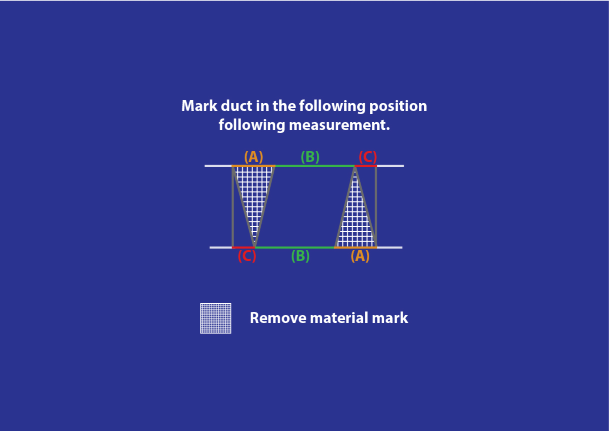 Mark duct in the following position
following measurement.
(A) (B) (C)
(C) (B) (A)
Remove material mark